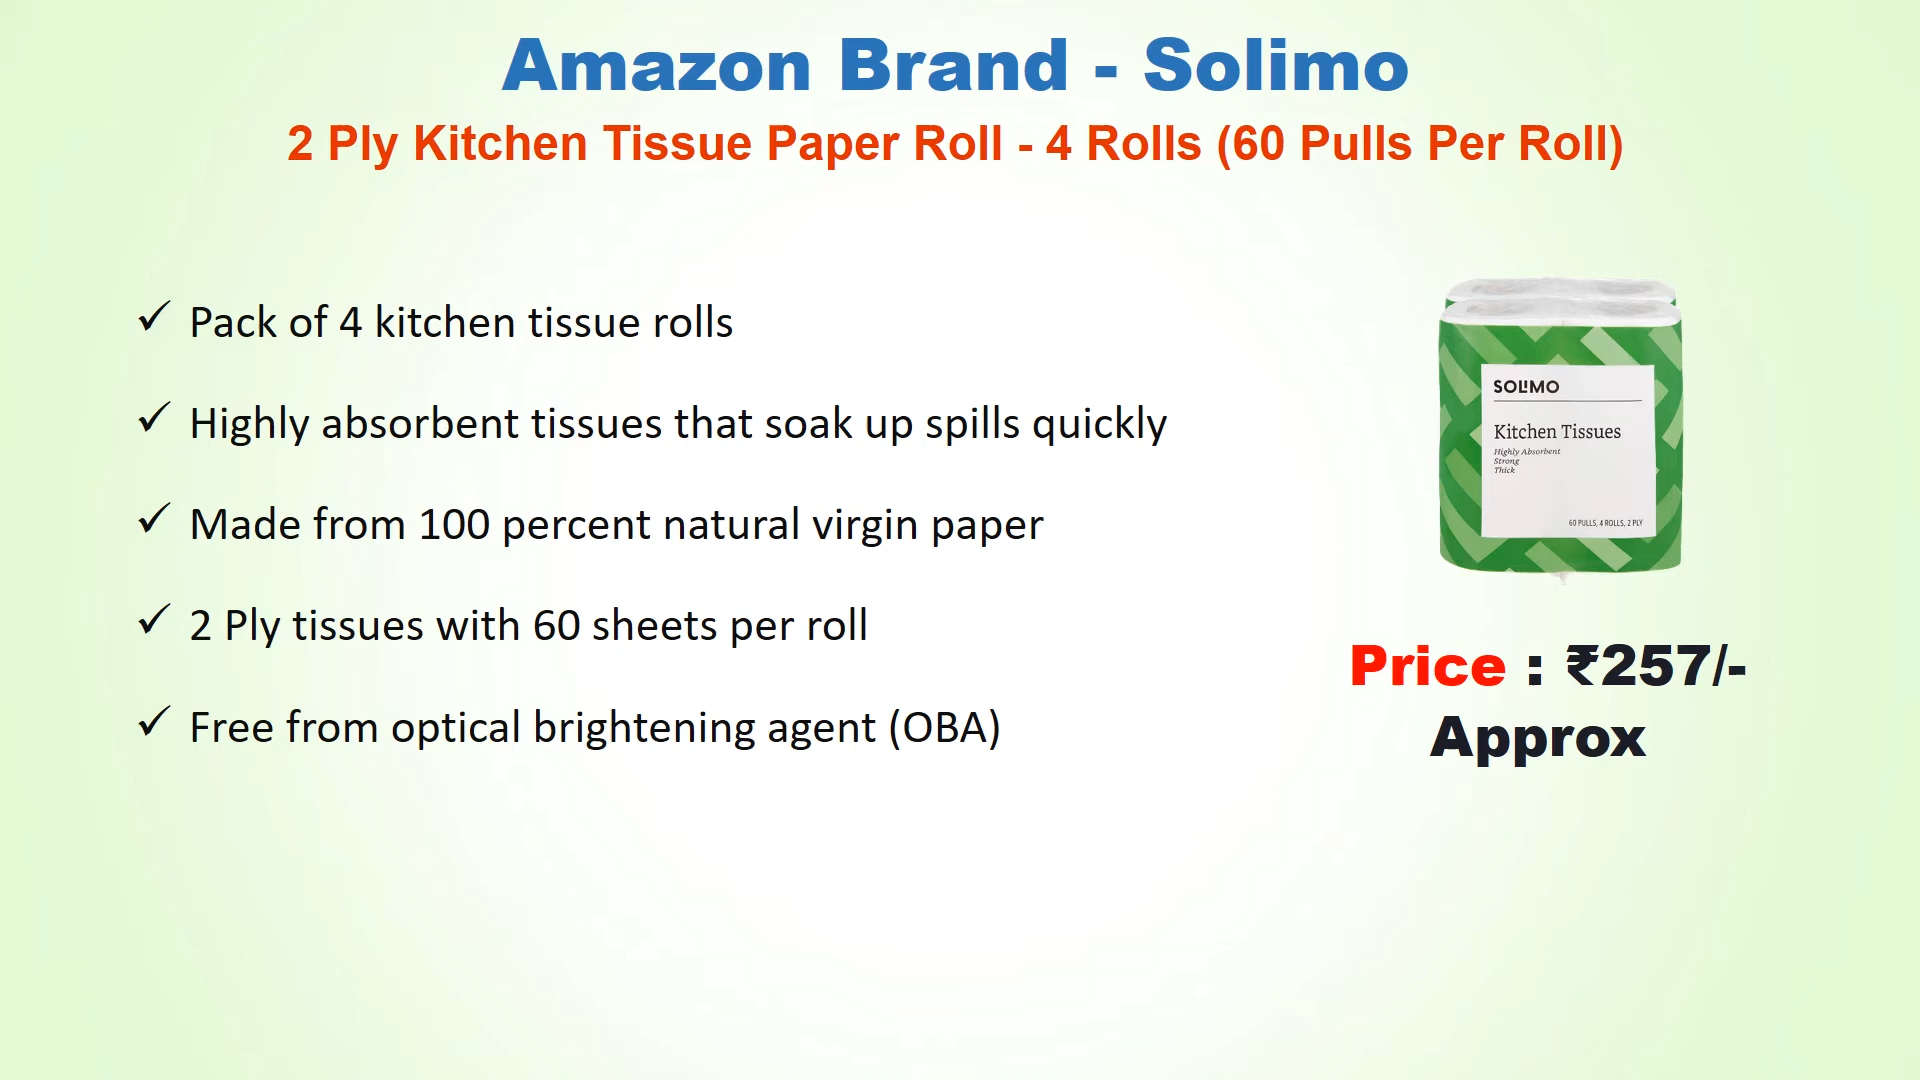 Amazon Brand - Solimo
2 Ply Kitchen Tissue Paper Roll - 4 Rolls (60 Pulls Per Roll)
✓ Pack of 4 kitchen tissue rolls
✓ Highly absorbent tissues that soak up spills quickly
✓ Made from 100 percent natural virgin paper
✓ 2 Ply tissues with 60 sheets per roll
✓ Free from optical brightening agent (OBA)
SOLIMO
Kitchen Tissues
Highly Absorbent
Strong
Thick
60 PULLS, 4 ROLLS, 2 PLY
Price : ₹257/-
Approx